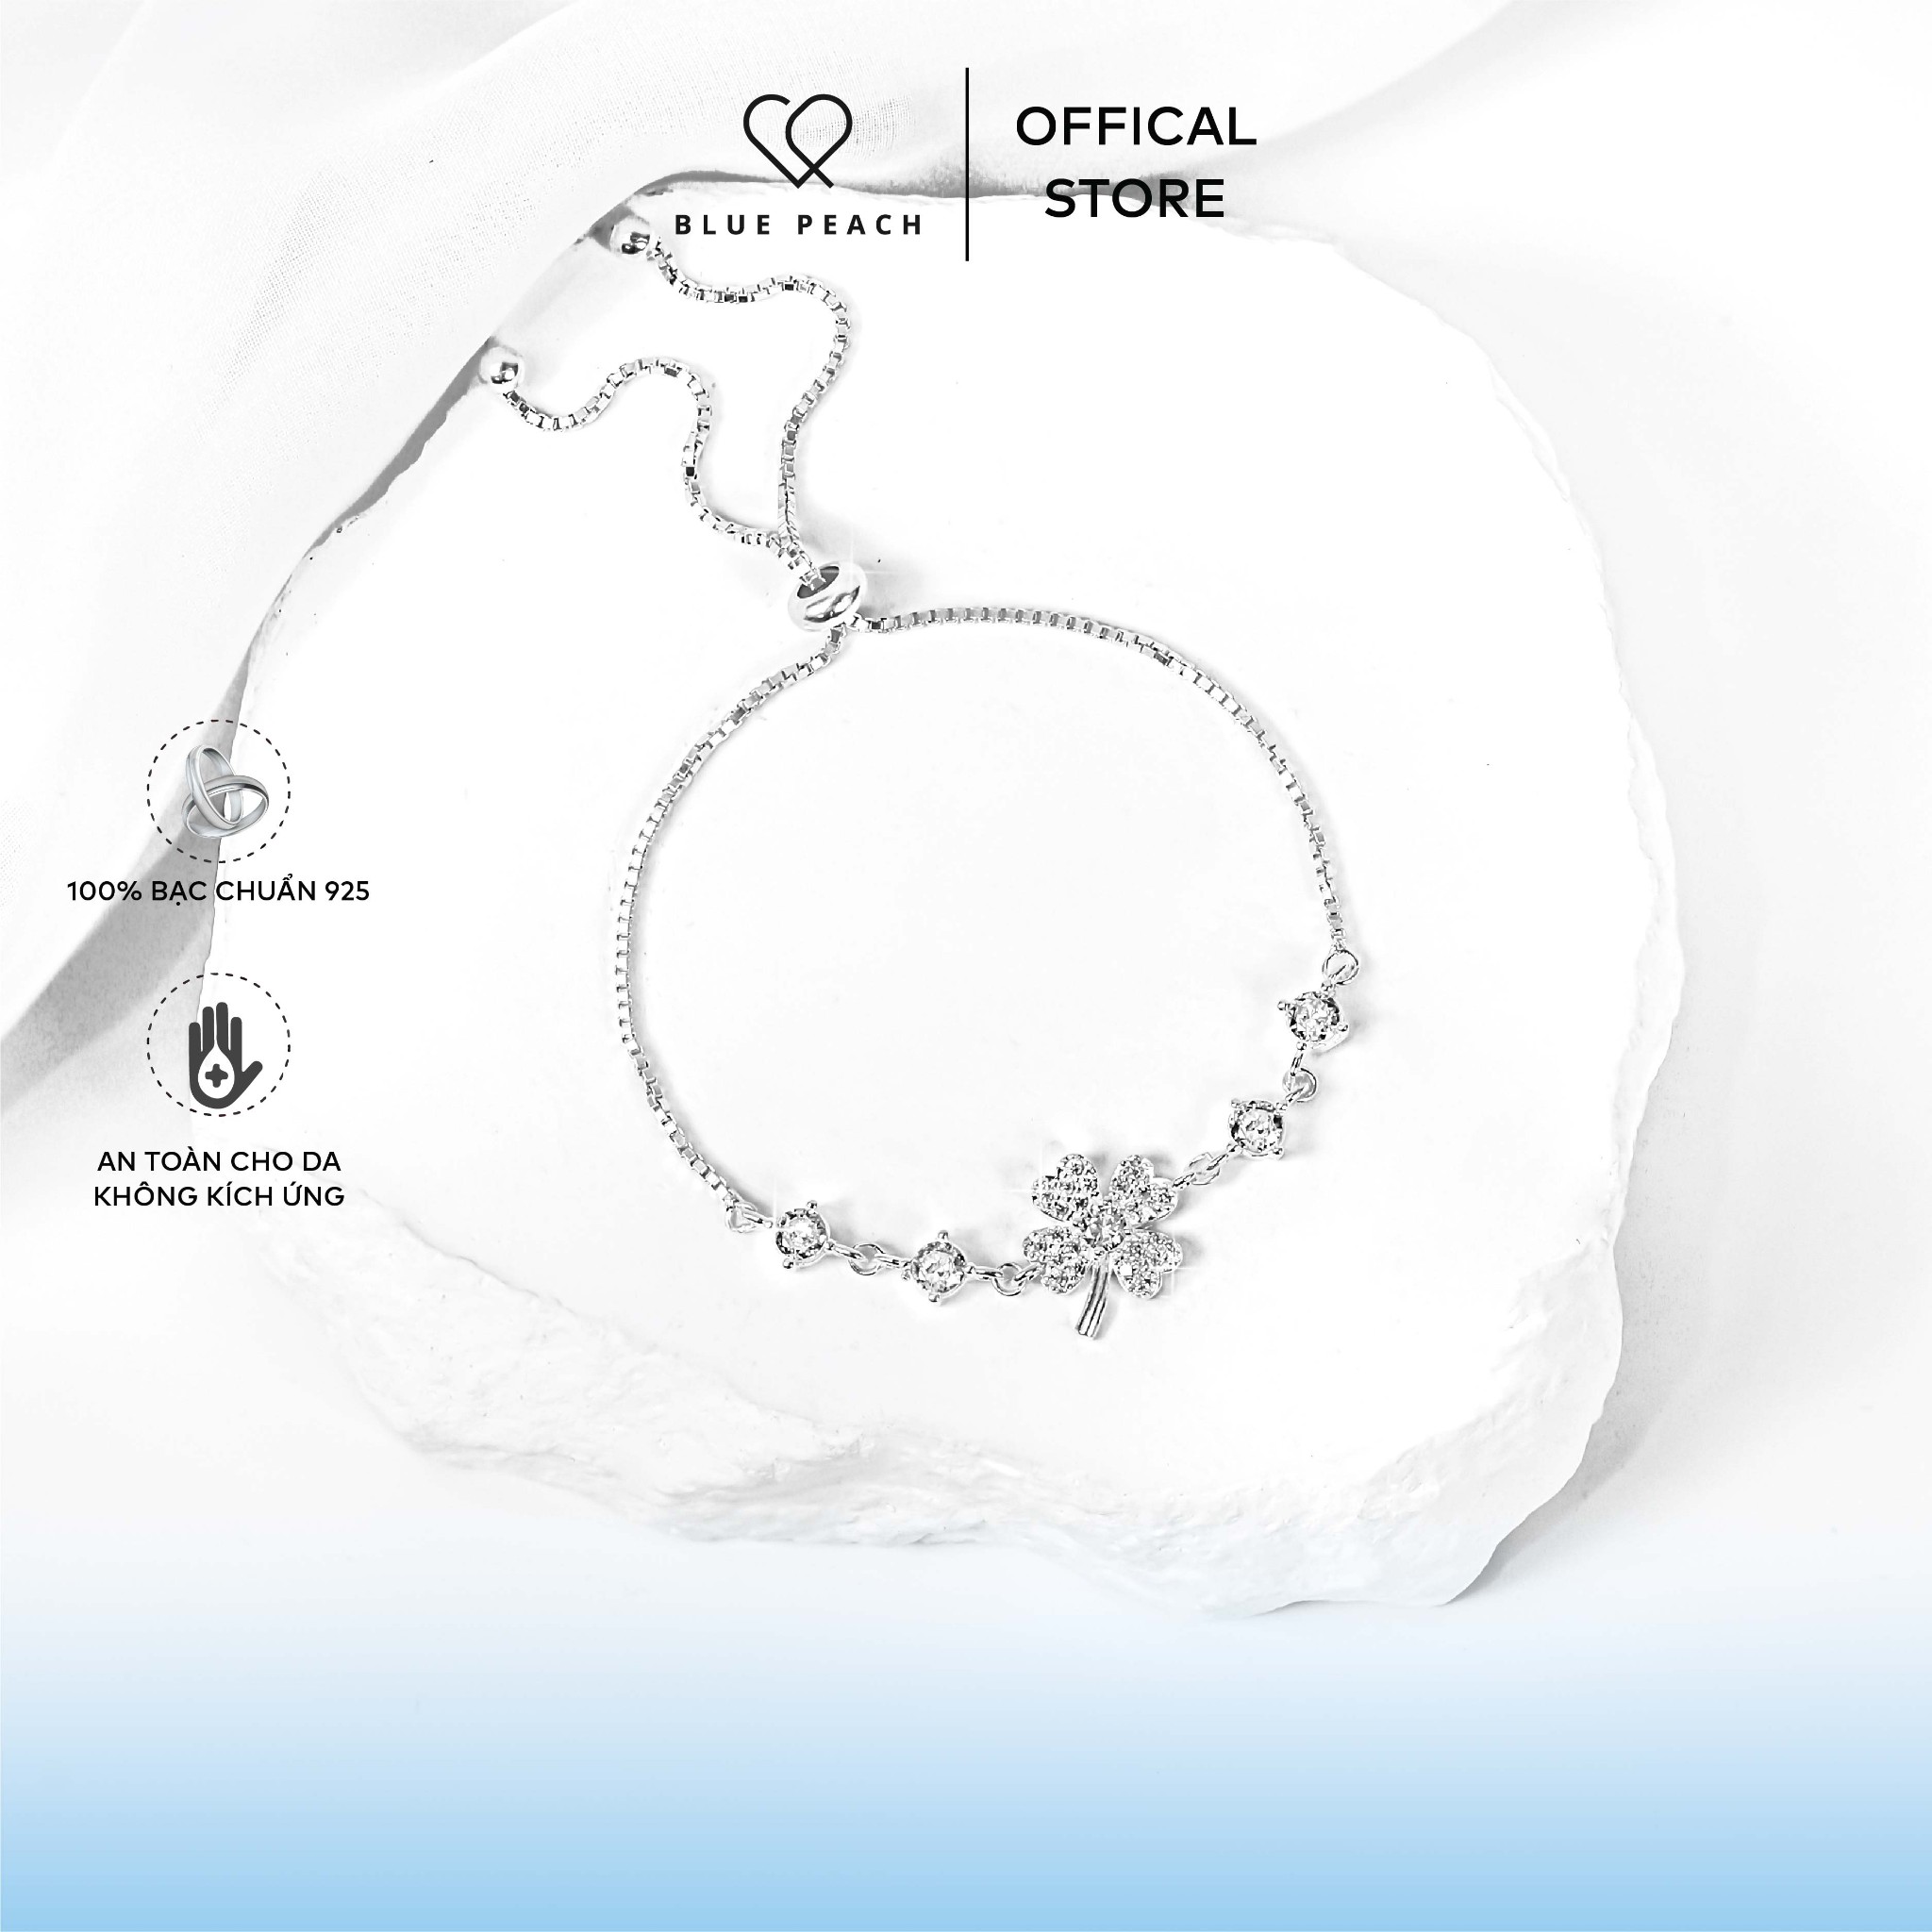 BLUE PEACH
OFFICAL
STORE
100% BẠC CHUẨN 925
AN TOÀN CHO DA
KHÔNG KÍCH ỨNG